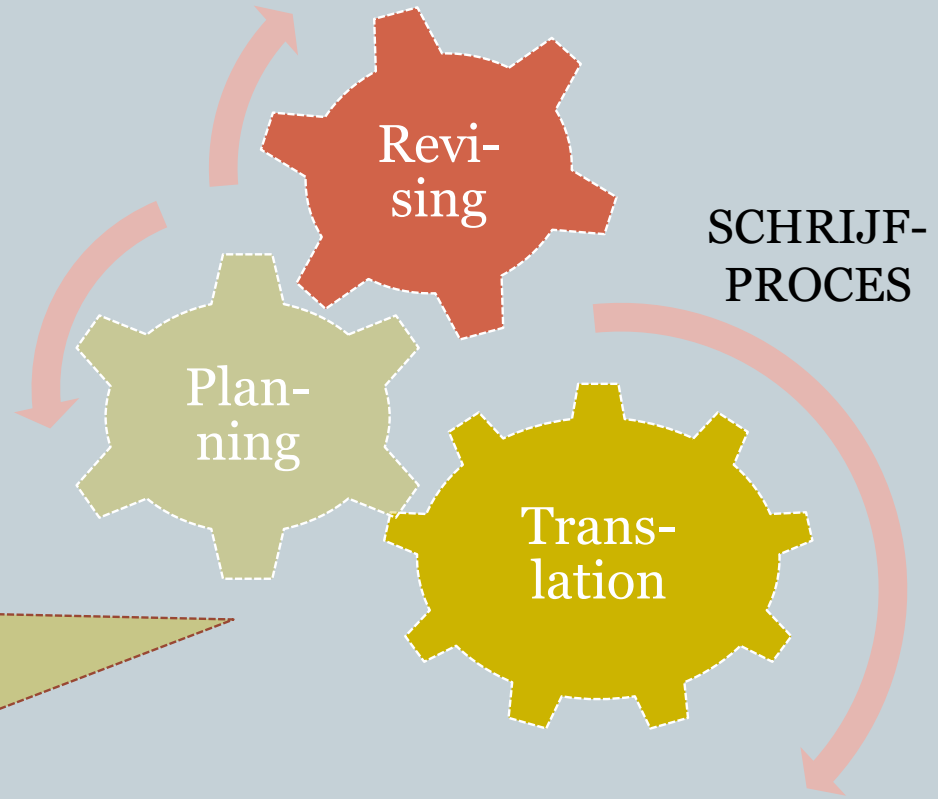 Revi-
sing
SCHRIJF-
PROCES
Plan-
ning
Trans-
lation